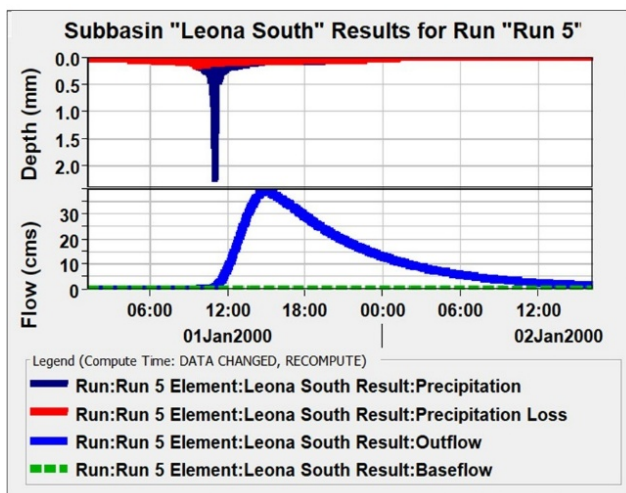 Subbasin "Leona South" Results for Run "Run 5"
Depth (mm)
0.0
0.5
1.0
1.5
2.0
Flow (cms)
30
20
10
0
06:00 12:00 18:00 00:00 06:00 12:00
01Jan2000 02Jan2000
Legend (Compute Time: DATA CHANGED, RECOMPUTE)
Run:Run 5 Element:Leona South Result:Precipitation
Run:Run 5 Element:Leona South Result:Precipitation Loss
Run:Run 5 Element:Leona South Result:Outflow
Run:Run 5 Element:Leona South Result:Baseflow